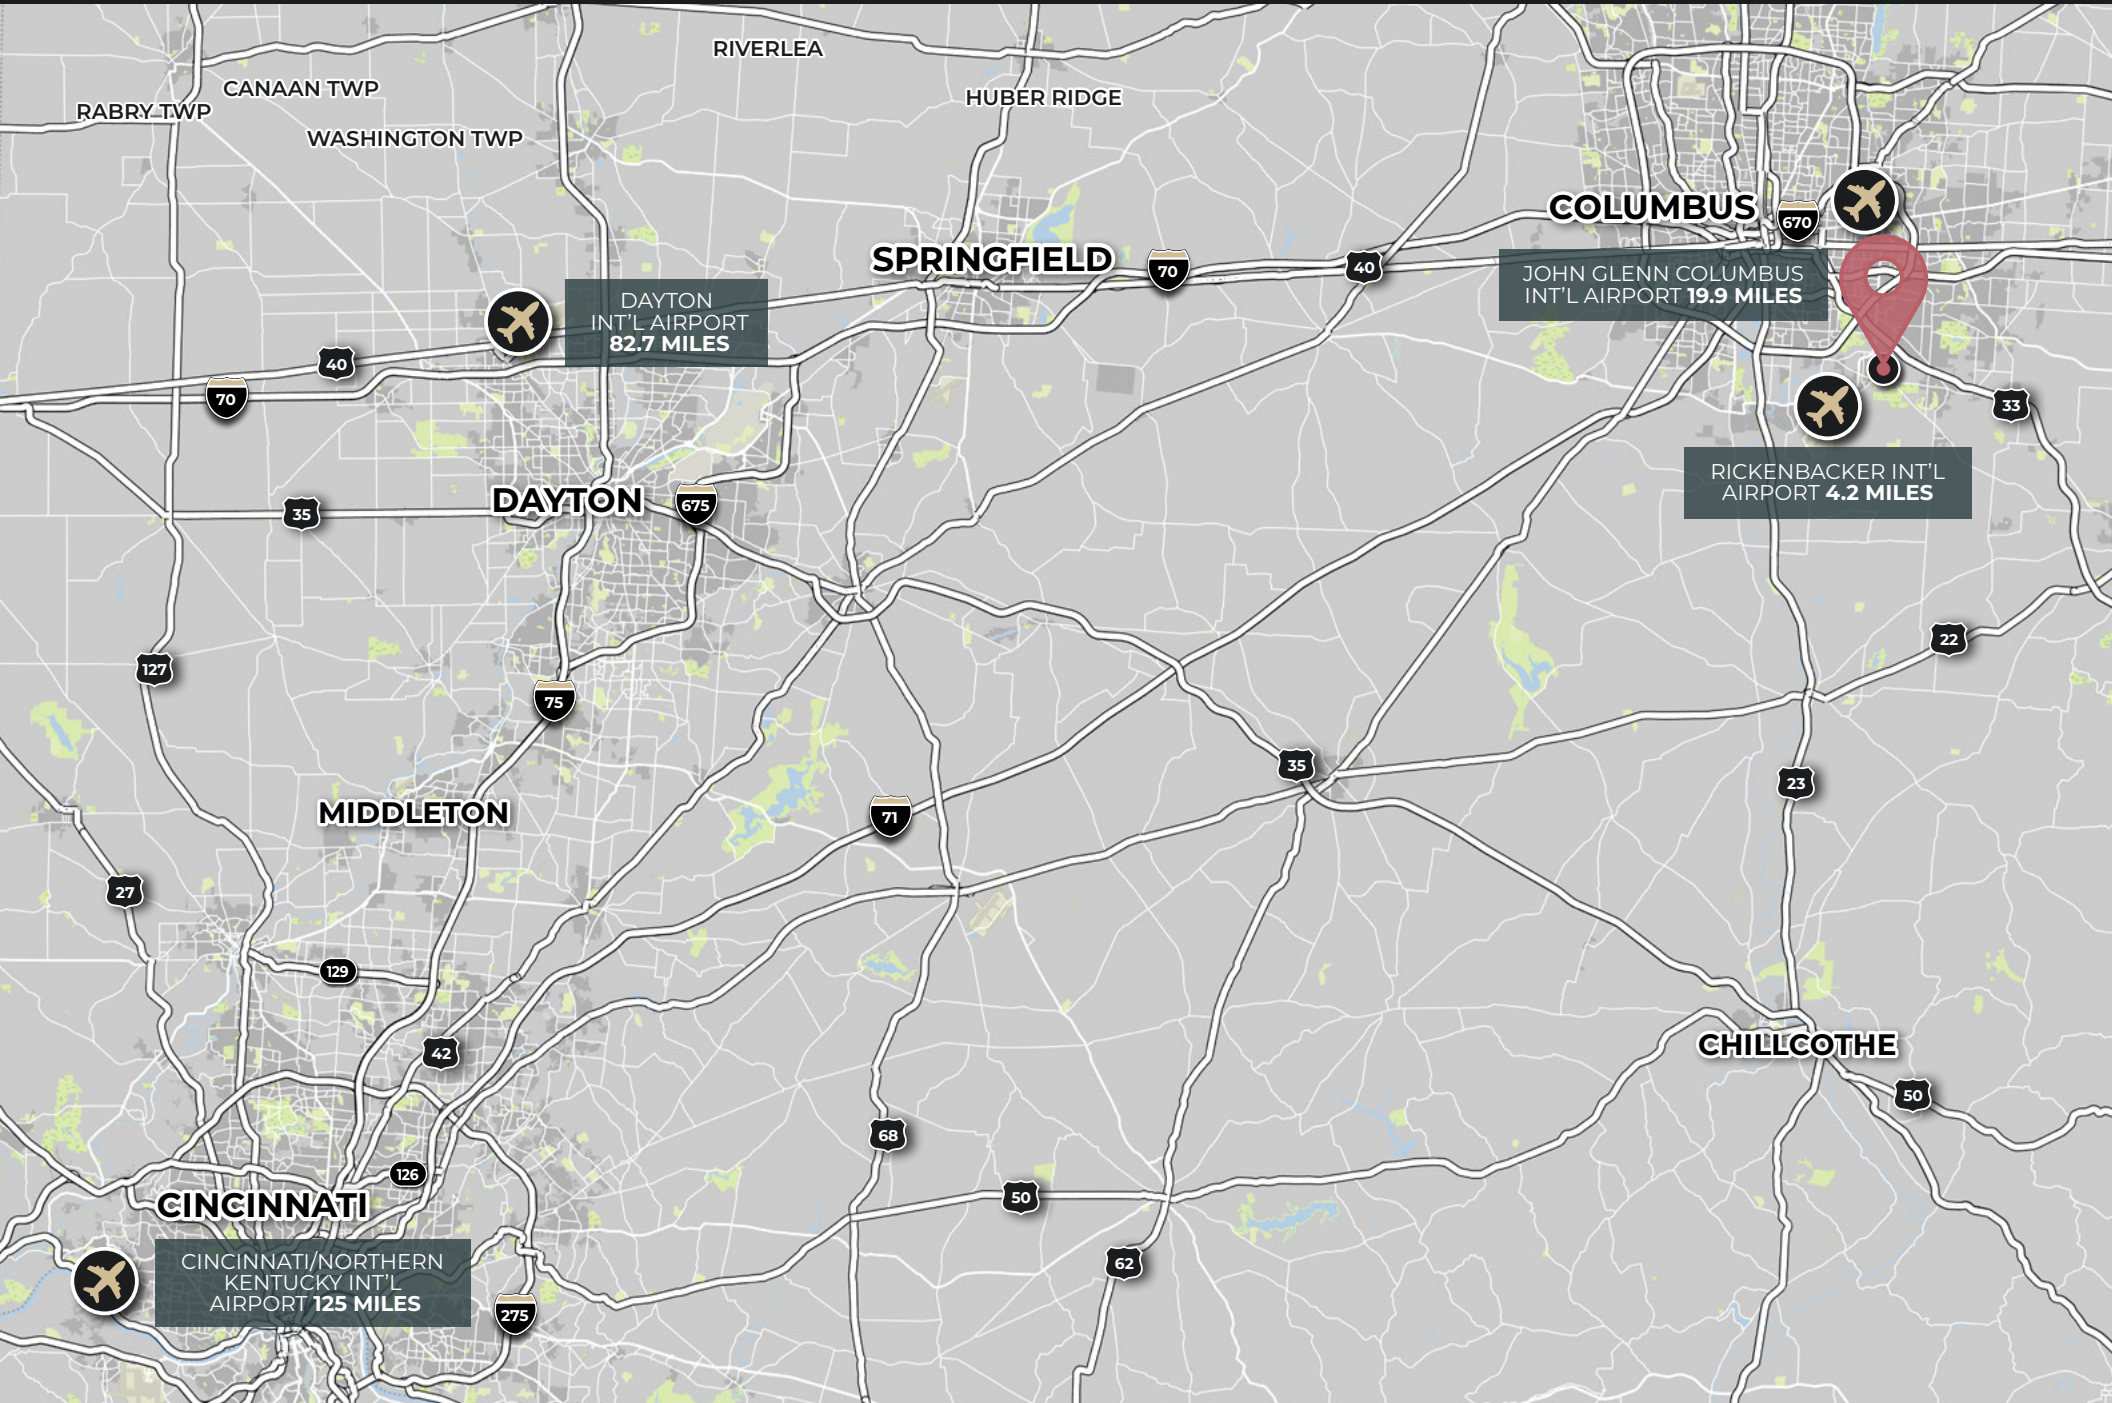 RIVERLEA
CANAAN TWP
HUBER RIDGE
RABRY TWP
WASHINGTON TWP
COLUMBUS
670
SPRINGFIELD
70
40
JOHN GLENN COLUMBUS
INT'L AIRPORT 19.9 MILES
DAYTON
INT'L AIRPORT
82.7 MILES
40
70
33
RICKENBACKER INT'L
AIRPORT 4.2 MILES
DAYTON
675
35
22
127
75
35
23
MIDDLETON
71
27
129
42
CHILLCOTHE
50
68
126
50
CINCINNATI
62
CINCINNATI/NORTHERN
KENTUCKY INT'L
AIRPORT 125 MILES
275